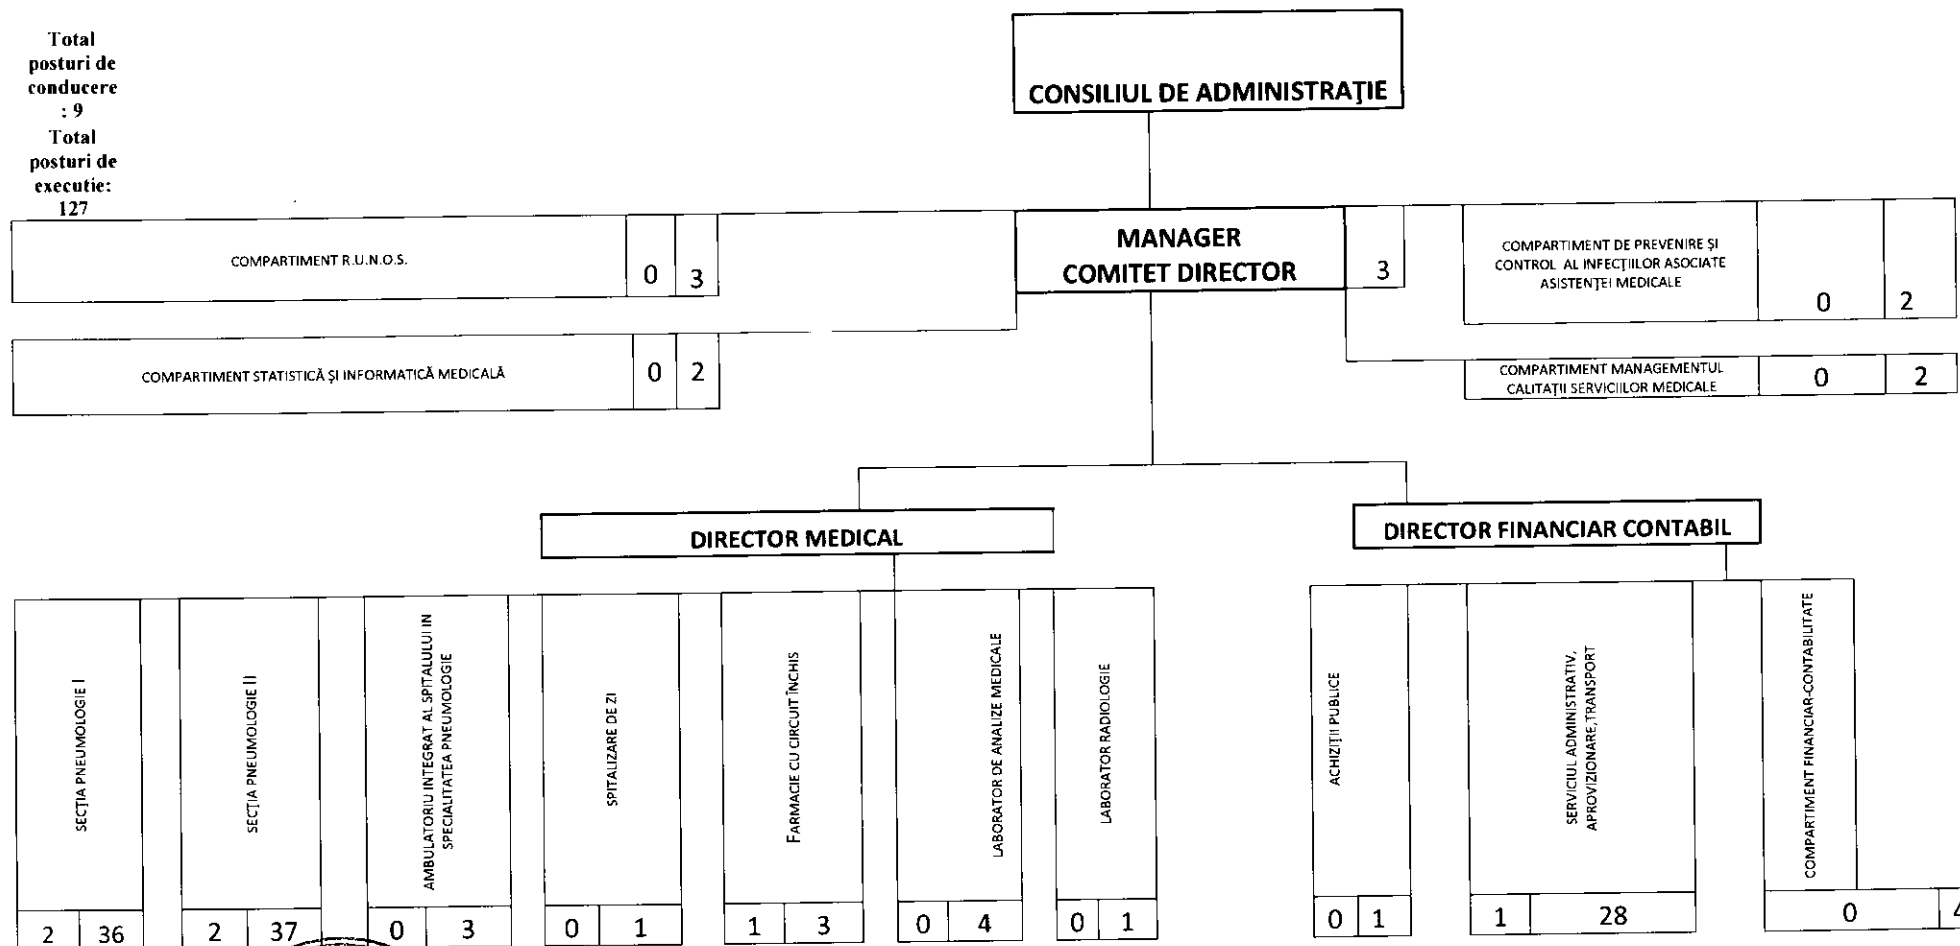 Total
posturi de
conducere
: 9
Total
posturi de
executie:
127
CONSILIUL DE ADMINISTRAȚIE
COMPARTIMENT R.U.N.O.S.
0 3
MANAGER
COMITET DIRECTOR
3
COMPARTIMENT DE PREVENIRE ȘI
CONTROL AL INFECȚIILOR ASOCIATE
ASISTENȚEI MEDICALE
0 2
COMPARTIMENT STATISTICĂ ȘI INFORMATICĂ MEDICALĂ
0 2
COMPARTIMENT MANAGEMENTUL
CALITAȚII SERVICIILOR MEDICALE
0 2
DIRECTOR MEDICAL
DIRECTOR FINANCIAR CONTABIL
SECȚIA PNEUMOLOGIE I
2 36
SECȚIA PNEUMOLOGIE II
2 37
AMBULATORIU INTEGRAT AL SPITALULUI IN
SPECIALITATEA PNEUMOLOGIE
0 3
SPITALIZARE DE ZI
0 1
FARMACIE CU CIRCUIT ÎNCHIS
1 3
LABORATOR DE ANALIZE MEDICALE
0 4
LABORATOR RADIOLOGIE
0 1
ACHIZIȚII PUBLICE
0 1
SERVICIUL ADMINISTRATIV,
APROVIZIONARE,TRANSPORT
1 28
COMPARTIMENT FINANCIAR-CONTABILITATE
0 4